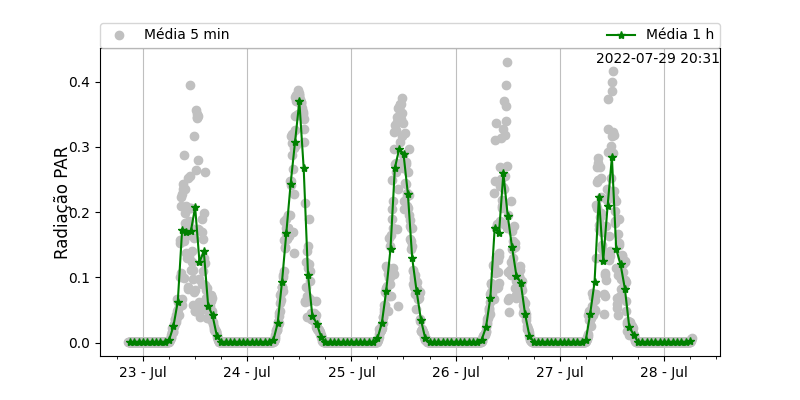 Média 5 min
Média 1 h
2022-07-29 20:31
Radiação PAR
0.4
0.3
0.2
0.1
0.0
23 - Jul
24 - Jul
25 - Jul
26 - Jul
27 - Jul
28 - Jul